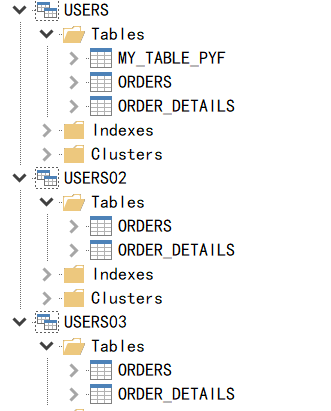 USERS
Tables
MY_TABLE_PYF
ORDERS
ORDER_DETAILS
Indexes
Clusters
USERS02
Tables
ORDERS
ORDER_DETAILS
Indexes
Clusters
USERS03
Tables
ORDERS
ORDER_DETAILS